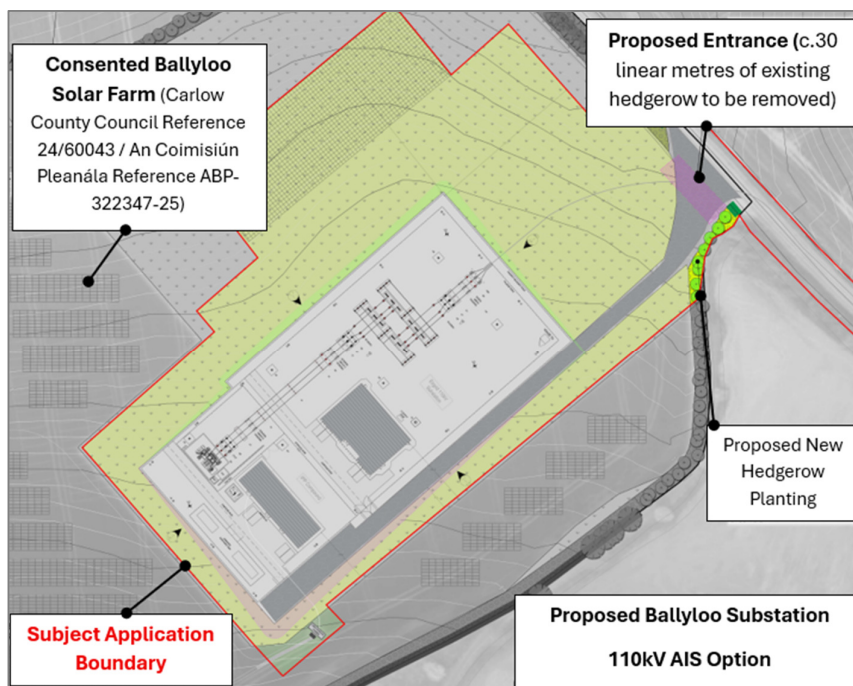 Consented Ballyloo
Solar Farm (Carlow
County Council Reference
24/60043 / An Coimisiún
Pleanála Reference ABP-
322347-25)
Proposed Entrance (c.30
linear metres of existing
hedgerow to be removed)
Proposed New
Hedgerow
Planting
Subject Application
Boundary
Proposed Ballyloo Substation
110kV AIS Option